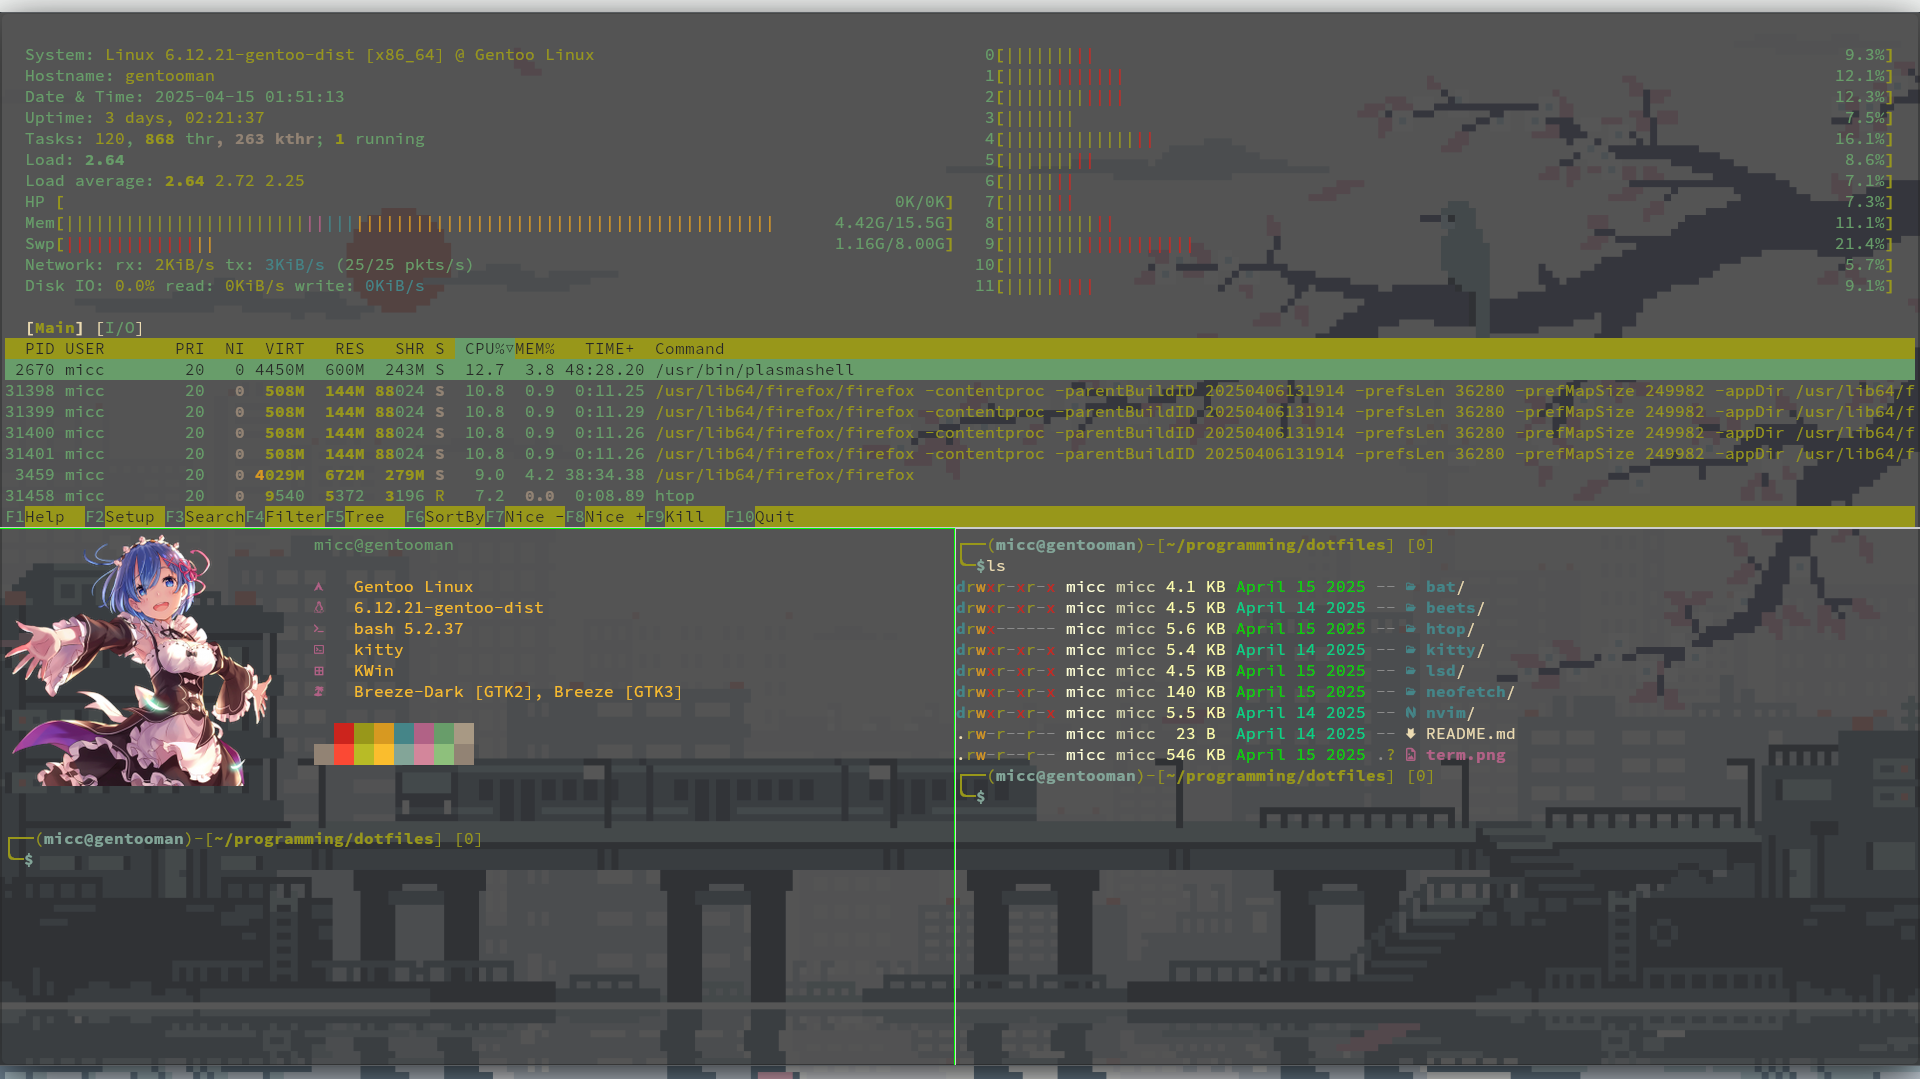 System: Linux 6.12.21-gentoo-dist [x86_64] @ Gentoo Linux
Hostname: gentooman
Date & Time: 2025-04-15 01:51:13
Uptime: 3 days, 02:21:37
Tasks: 120, 868 thr, 263 kthr; 1 running
Load: 2.64
Load average: 2.64 2.72 2.25
HP [ 0K/0K]
Mem[ 4.42G/15.5G]
Swp[ 1.16G/8.00G]
Network: rx: 2KiB/s tx: 3KiB/s (25/25 pkts/s)
Disk IO: 0.0% read: 0KiB/s write: 0KiB/s
0[ 9.3%]
1[ 12.1%]
2[ 12.3%]
3[ 7.5%]
4[ 16.1%]
5[ 8.6%]
6[ 7.1%]
7[ 7.3%]
8[ 11.1%]
9[ 21.4%]
10[ 5.7%]
11[ 9.1%]
[Main] [I/O]
PID USER PRI NI VIRT RES SHR S CPU%▽MEM% TIME+ Command
2670 micc 20 0 4450M 600M 243M S 12.7 3.8 48:28.20 /usr/bin/plasmashell
31398 micc 20 0 508M 144M 88024 S 10.8 0.9 0:11.25 /usr/lib64/firefox/firefox -contentproc -parentBuildID 20250406131914 -prefsLen 36280 -prefMapSize 249982 -appDir /usr/lib64/f
31399 micc 20 0 508M 144M 88024 S 10.8 0.9 0:11.29 /usr/lib64/firefox/firefox -contentproc -parentBuildID 20250406131914 -prefsLen 36280 -prefMapSize 249982 -appDir /usr/lib64/f
31400 micc 20 0 508M 144M 88024 S 10.8 0.9 0:11.26 /usr/lib64/firefox/firefox -contentproc -parentBuildID 20250406131914 -prefsLen 36280 -prefMapSize 249982 -appDir /usr/lib64/f
31401 micc 20 0 508M 144M 88024 S 10.8 0.9 0:11.26 /usr/lib64/firefox/firefox -contentproc -parentBuildID 20250406131914 -prefsLen 36280 -prefMapSize 249982 -appDir /usr/lib64/f
3459 micc 20 0 4029M 672M 279M S 9.0 4.2 38:34.38 /usr/lib64/firefox/firefox
31458 micc 20 0 9540 5372 3196 R 7.2 0.0 0:08.89 htop
F1Help F2Setup F3SearchF4FilterF5Tree F6SortByF7Nice -F8Nice +F9Kill F10Quit
micc@gentooman
Gentoo Linux
6.12.21-gentoo-dist
bash 5.2.37
kitty
KWin
Breeze-Dark [GTK2], Breeze [GTK3]
(micc@gentooman)-[~/programming/dotfiles] [0]
$
(micc@gentooman)-[~/programming/dotfiles] [0]
$ls
drwxr-xr-x micc micc 4.1 KB April 15 2025 -- bat/
drwxr-xr-x micc micc 4.5 KB April 14 2025 -- beets/
drwx------ micc micc 5.6 KB April 15 2025 -- htop/
drwxr-xr-x micc micc 5.4 KB April 14 2025 -- kitty/
drwxr-xr-x micc micc 4.5 KB April 15 2025 -- lsd/
drwxr-xr-x micc micc 140 KB April 15 2025 -- neofetch/
drwxr-xr-x micc micc 5.5 KB April 14 2025 -- nvim/
.rw-r--r-- micc micc 23 B April 14 2025 -- README.md
.rw-r--r-- micc micc 546 KB April 15 2025 .? term.png
(micc@gentooman)-[~/programming/dotfiles] [0]
$